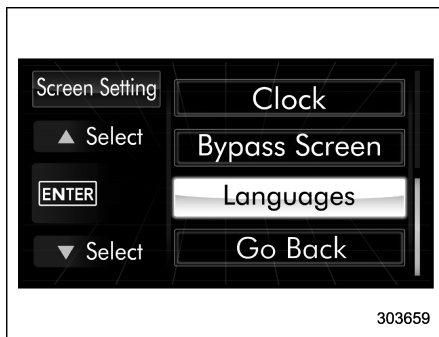 Screen Setting
▲ Select
ENTER
▼ Select
Clock
Bypass Screen
Languages
Go Back
303659